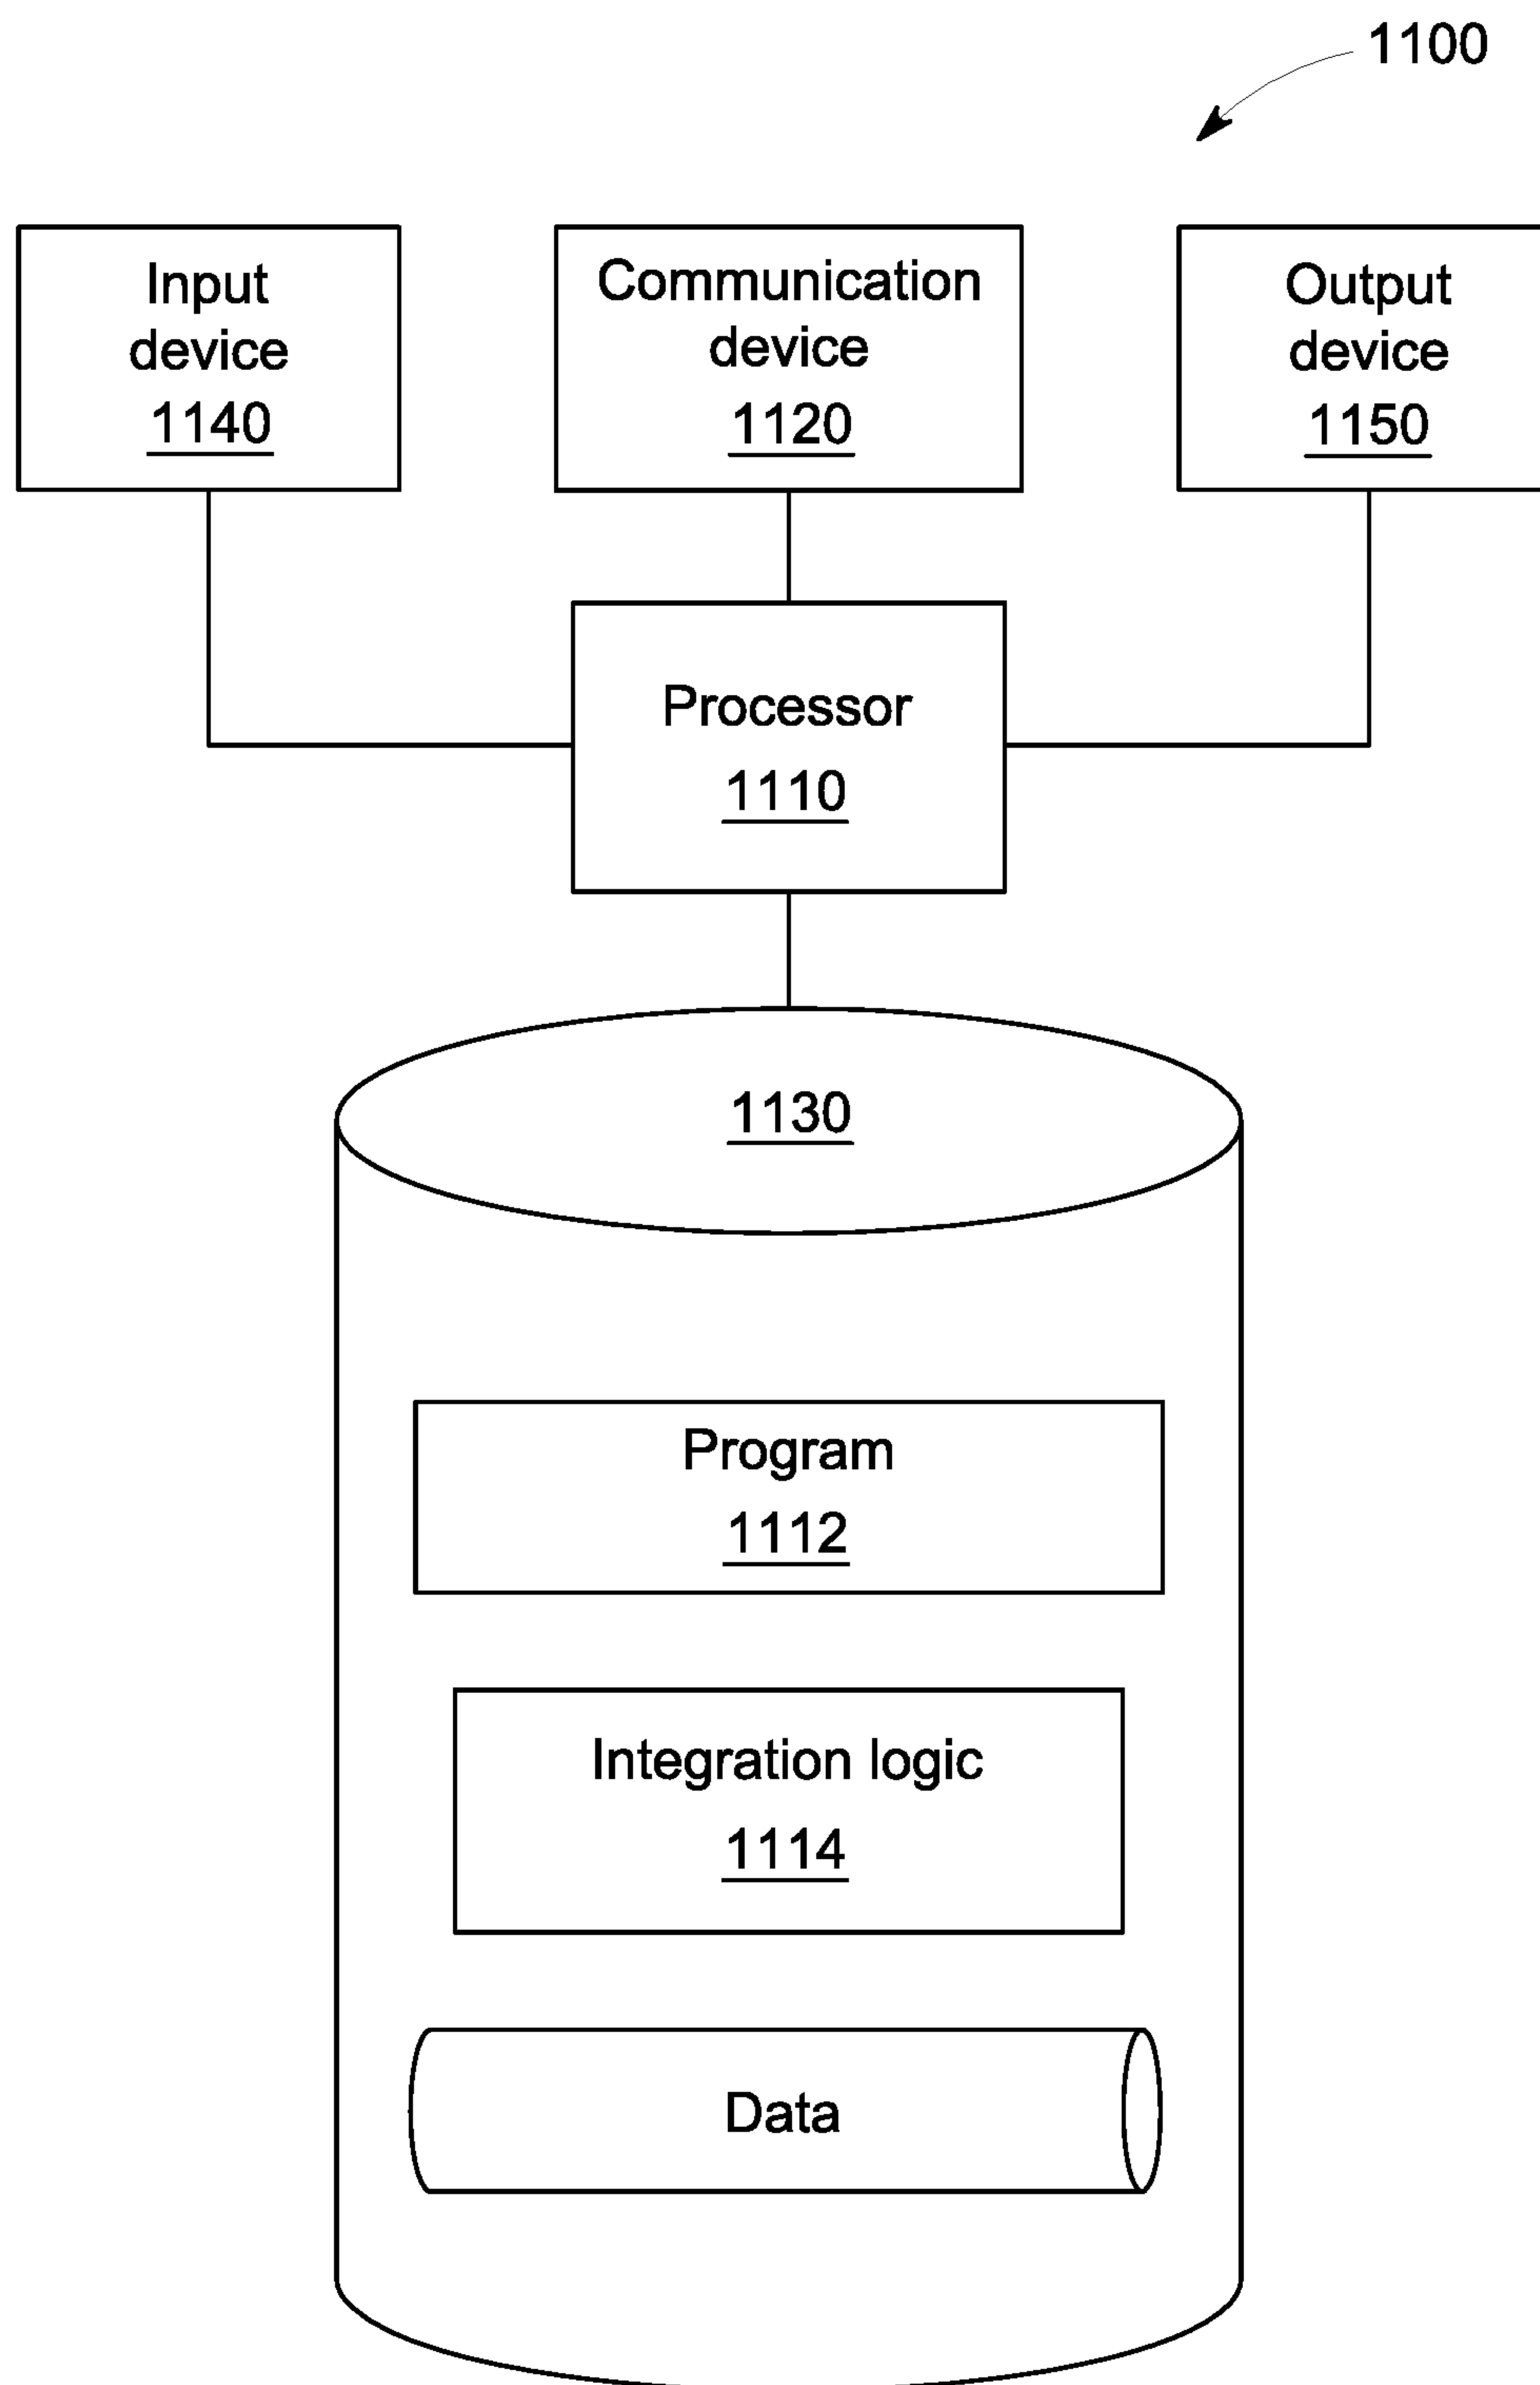 1100
Input
device
1140
Communication
device
1120
Output
device
1150
Processor
1110
1130
Program
1112
Integration logic
1114
Data